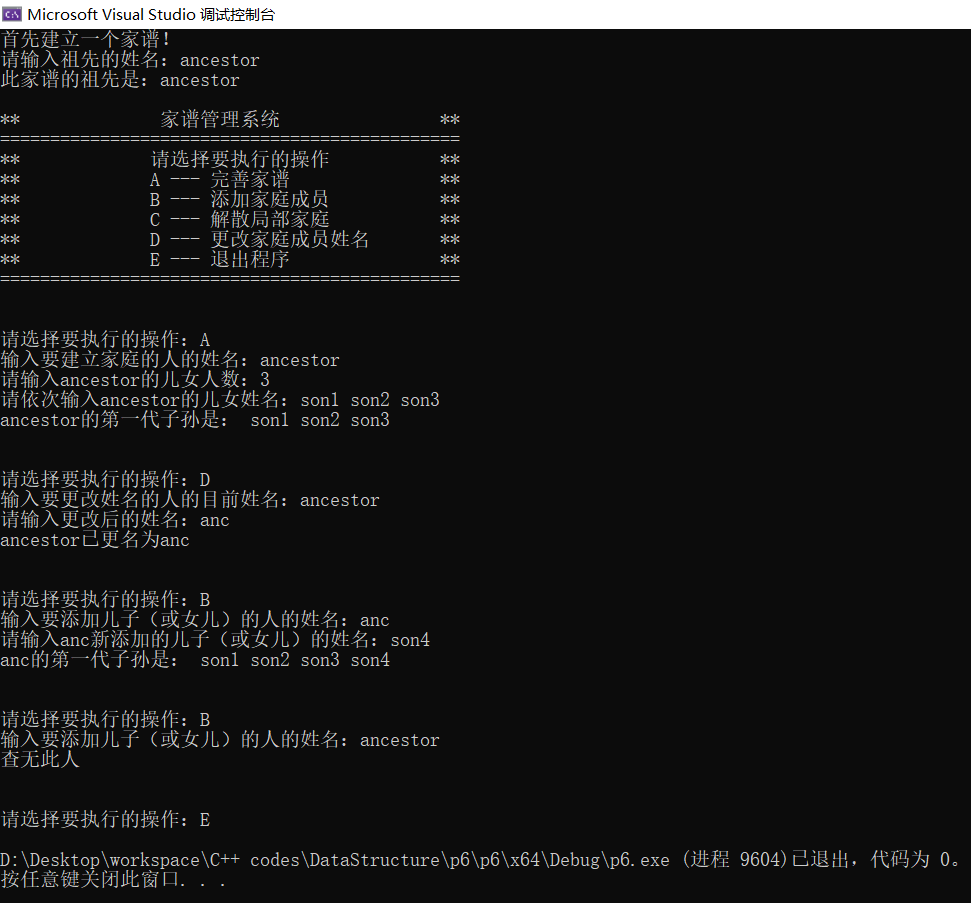 Microsoft Visual Studio 调试控制台
首先建立一个家谱!
请输入祖先的姓名: ancestor
此家谱的祖先是: ancestor
** 家谱管理系统 **
==============================================
** 请选择要执行的操作 **
** A --- 完善家谱 **
** B --- 添加家庭成员 **
** C --- 解散局部家庭 **
** D --- 更改家庭成员姓名 **
** E --- 退出程序 **
==============================================
请选择要执行的操作: A
输入要建立家庭的人的姓名: ancestor
请输入ancestor的儿女人数: 3
请依次输入ancestor的儿女姓名: son1 son2 son3
ancestor的第一代子孙是: son1 son2 son3
请选择要执行的操作: D
输入要更改姓名的人的目前姓名: ancestor
请输入更改后的姓名: anc
ancestor已更名为anc
请选择要执行的操作: B
输入要添加儿子（或女儿）的人的姓名: anc
请输入anc新添加的儿子（或女儿）的姓名: son4
anc的第一代子孙是: son1 son2 son3 son4
请选择要执行的操作: B
输入要添加儿子（或女儿）的人的姓名: ancestor
查无此人
请选择要执行的操作: E
D:\Desktop\workspace\C++ codes\DataStructure\p6\p6\x64\Debug\p6.exe (进程 9604)已退出，代码为 0。
按任意键关闭此窗口. . .